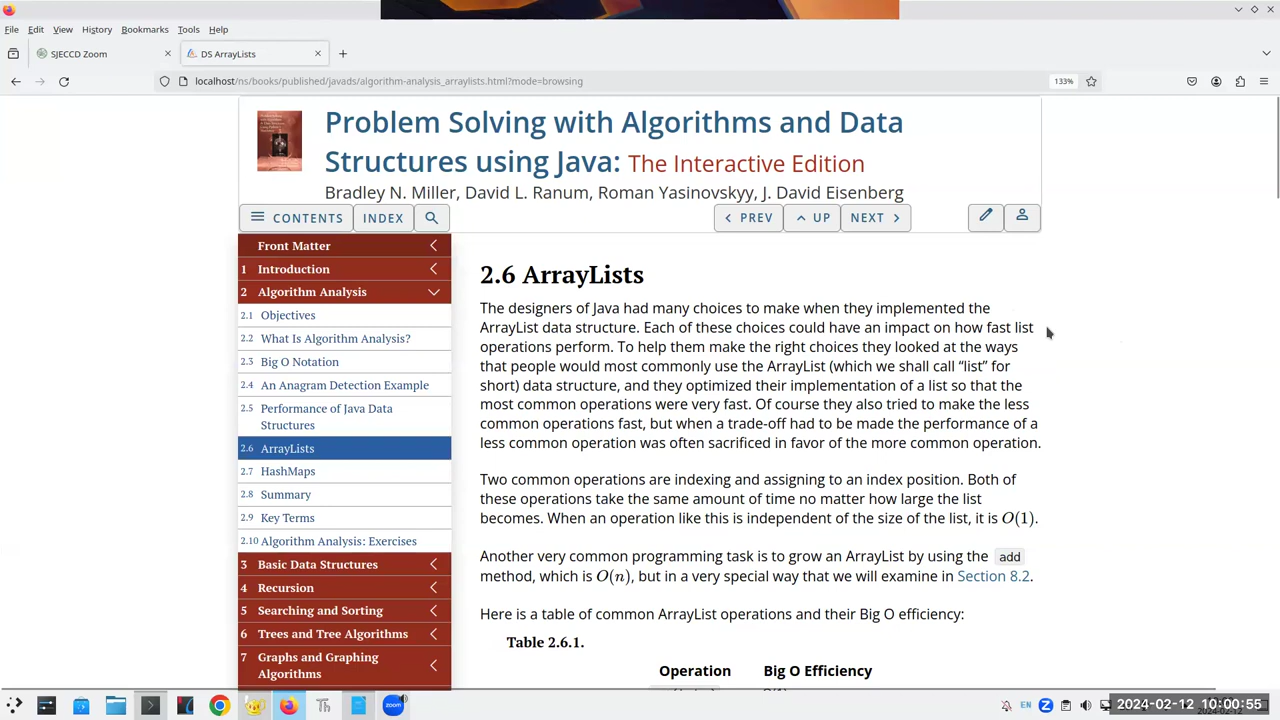 File Edit View History Bookmarks Tools Help
SJECCD Zoom
DS ArrayLists
localhost/ns/books/published/javads/algorithm-analysis_arraylists.html?mode=browsing
133%
Problem Solving with Algorithms and Data
Structures using Java: The Interactive Edition
Bradley N. Miller, David L. Ranum, Roman Yasinovskyy, J. David Eisenberg
CONTENTS INDEX PREV UP NEXT
Front Matter
1 Introduction
2 Algorithm Analysis
2.1 Objectives
2.2 What Is Algorithm Analysis?
2.3 Big O Notation
2.4 An Anagram Detection Example
2.5 Performance of Java Data
Structures
2.6 ArrayLists
2.7 HashMaps
2.8 Summary
2.9 Key Terms
2.10 Algorithm Analysis: Exercises
3 Basic Data Structures
4 Recursion
5 Searching and Sorting
6 Trees and Tree Algorithms
7 Graphs and Graphing
Algorithms
2.6 ArrayLists
The designers of Java had many choices to make when they implemented the
ArrayList data structure. Each of these choices could have an impact on how fast list
operations perform. To help them make the right choices they looked at the ways
that people would most commonly use the ArrayList (which we shall call “list” for
short) data structure, and they optimized their implementation of a list so that the
most common operations were very fast. Of course they also tried to make the less
common operations fast, but when a trade-off had to be made the performance of a
less common operation was often sacrificed in favor of the more common operation.
Two common operations are indexing and assigning to an index position. Both of
these operations take the same amount of time no matter how large the list
becomes. When an operation like this is independent of the size of the list, it is O(1).
Another very common programming task is to grow an ArrayList by using the add
method, which is O(n), but in a very special way that we will examine in Section 8.2.
Here is a table of common ArrayList operations and their Big O efficiency:
Table 2.6.1.
Operation Big O Efficiency
zoom
EN
2024-02-12 10:00:55